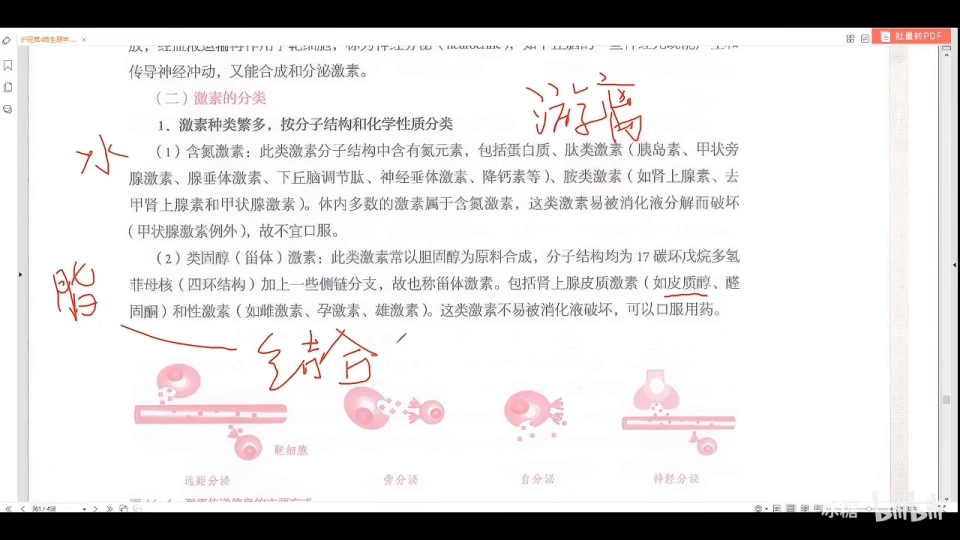 批量转PDF
传导神经冲动，又能合成和分泌激素。
（二）激素的分类
游离
1．激素种类繁多，按分子结构和化学性质分类
水
（1）含氮激素：此类激素分子结构中含有氮元素，包括蛋白质、肽类激素（胰岛素、甲状旁
腺激素、腺垂体激素、下丘脑调节肽、神经垂体激素、降钙素等）、胺类激素（如肾上腺素、去
甲肾上腺素和甲状腺激素）。体内多数的激素属于含氮激素，这类激素易被消化液分解而破坏
（甲状腺激素例外），故不宜口服。
（2）类固醇（甾体）激素：此类激素常以胆固醇为原料合成，分子结构均为 17 碳环戊烷多氢
菲母核（四环结构）加上一些侧链分支，故也称甾体激素。包括肾上腺皮质激素（如皮质醇、醛
脂
固酮）和性激素（如雌激素、孕激素、雄激素）。这类激素不易被消化液破坏，可以口服用药。
结合
靶细胞
远距分泌 旁分泌 自分泌 神经分泌
361 / 458
冰糖 bilibili